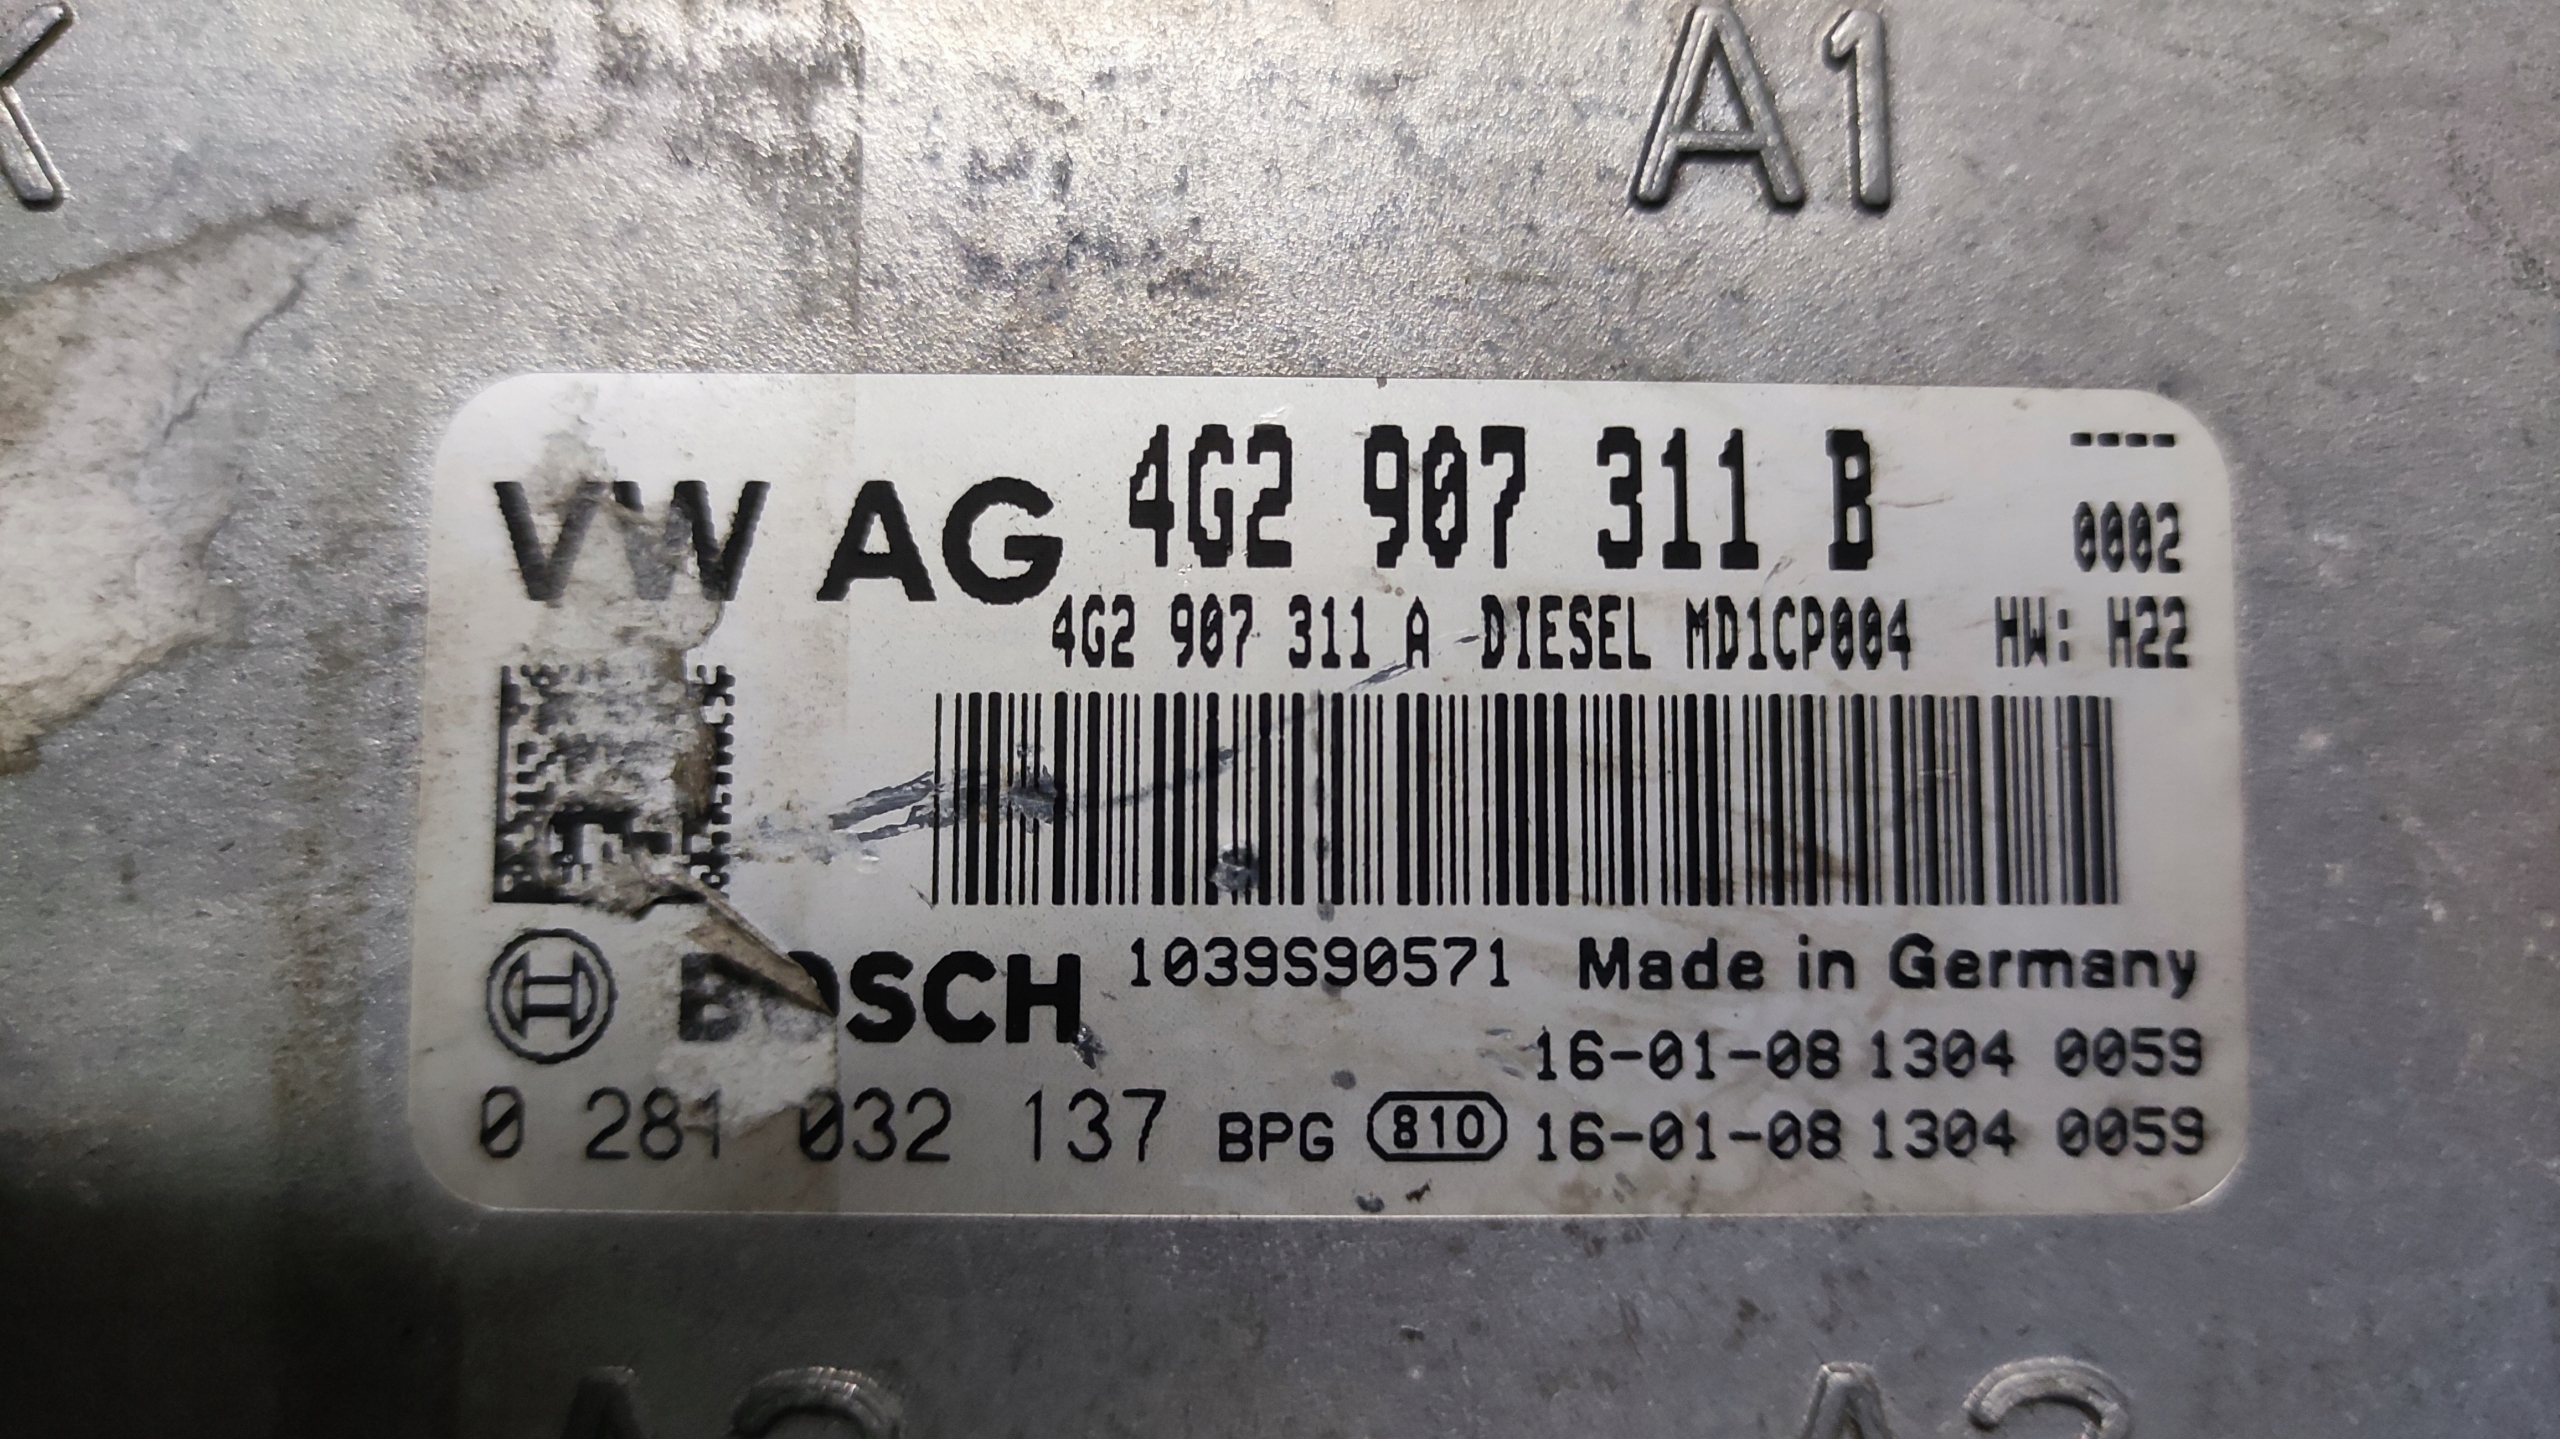 A1
VW AG 4G2 907 311 B ----
0002
4G2 907 311 A DIESEL MD1CP004 HW: H22
BOSCH 1039S90571 Made in Germany
16-01-08 1304 0059
0 281 032 137 BPG 810 16-01-08 1304 0059